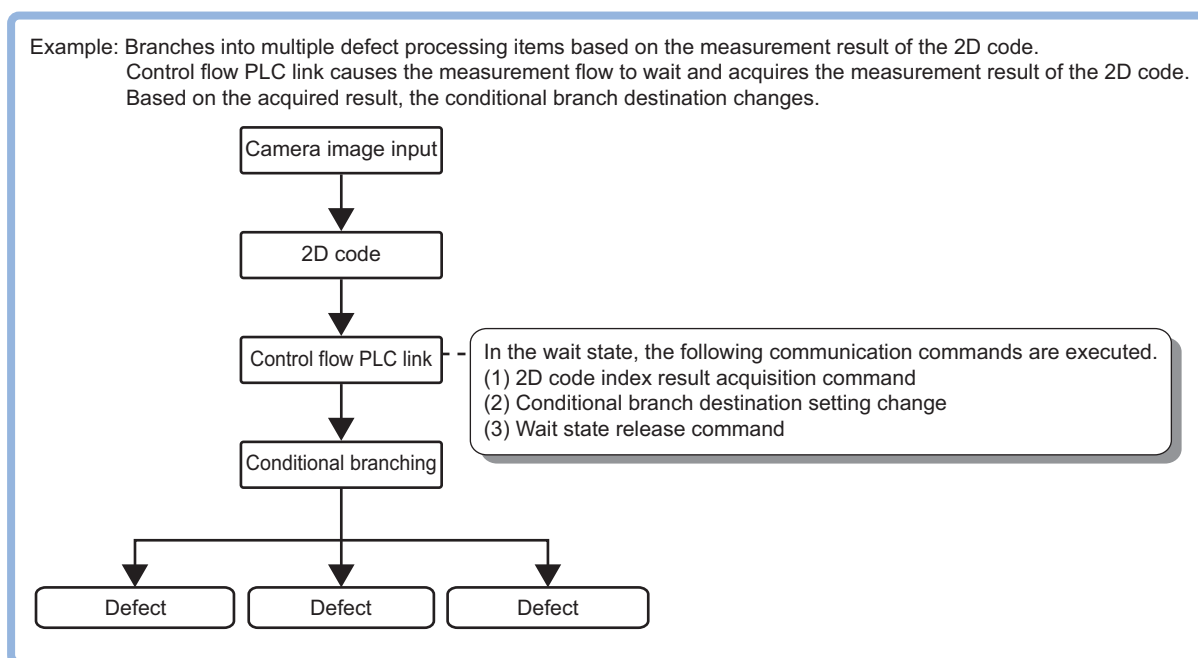 Example: Branches into multiple defect processing items based on the measurement result of the 2D code.
Control flow PLC link causes the measurement flow to wait and acquires the measurement result of the 2D code.
Based on the acquired result, the conditional branch destination changes.
Camera image input
2D code
Control flow PLC link
In the wait state, the following communication commands are executed.
(1) 2D code index result acquisition command
(2) Conditional branch destination setting change
(3) Wait state release command
Conditional branching
Defect
Defect
Defect